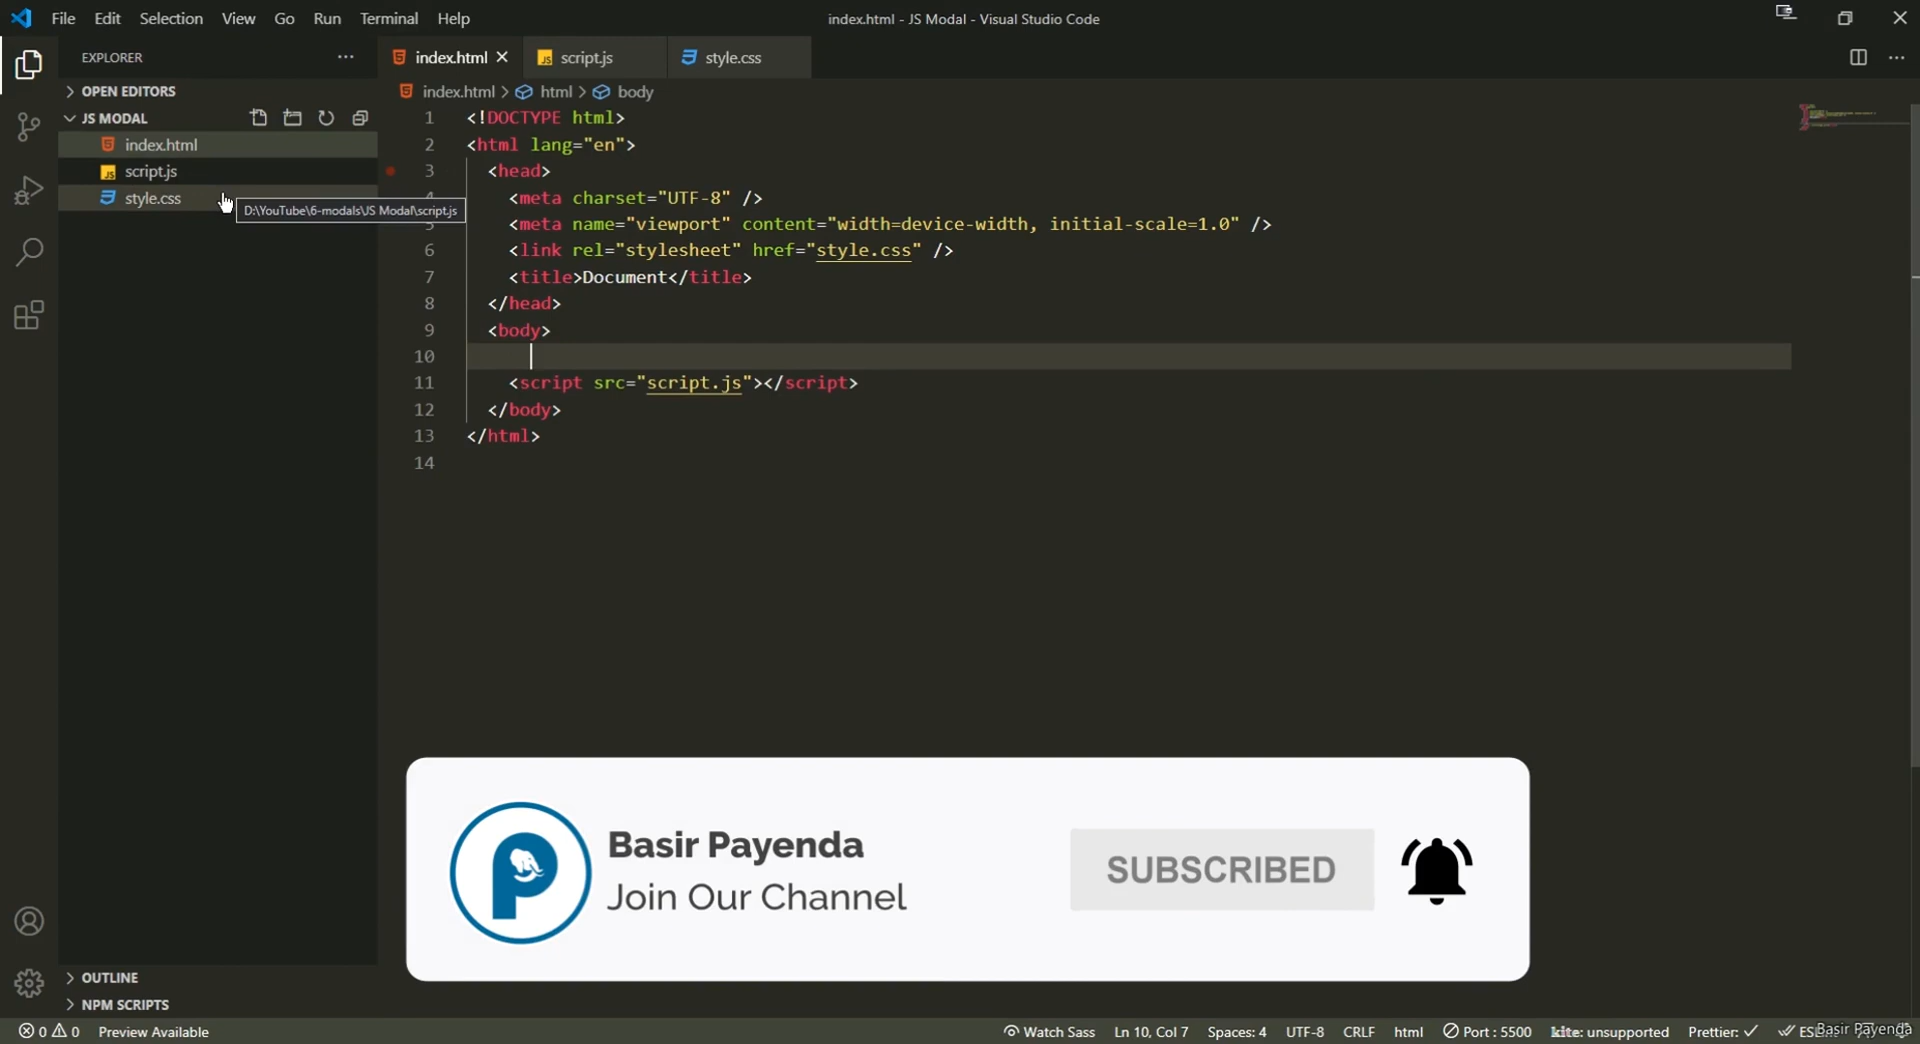 File Edit Selection View Go Run Terminal Help
index.html - JS Modal - Visual Studio Code
EXPLORER
OPEN EDITORS
JS MODAL
index.html
script.js
style.css
D:\YouTube\6-modals\JS Modal\script.js
OUTLINE
NPM SCRIPTS
index.html script.js style.css
index.html > html > body
1 <!DOCTYPE html>
2 <html lang="en">
3 <head>
4 <meta charset="UTF-8" />
5 <meta name="viewport" content="width=device-width, initial-scale=1.0" />
6 <link rel="stylesheet" href="style.css" />
7 <title>Document</title>
8 </head>
9 <body>
10
11 <script src="script.js"></script>
12 </body>
13 </html>
14
Basir Payenda
Join Our Channel
SUBSCRIBED
0 0 Preview Available Watch Sass Ln 10, Col 7 Spaces: 4 UTF-8 CRLF html Port : 5500 kite: unsupported Prettier: ✓
Basir Payenda